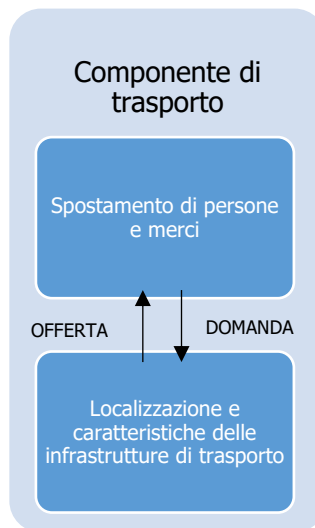 Componente di
trasporto
Spostamento di persone
e merci
OFFERTA
DOMANDA
Localizzazione e
caratteristiche delle
infrastrutture di trasporto